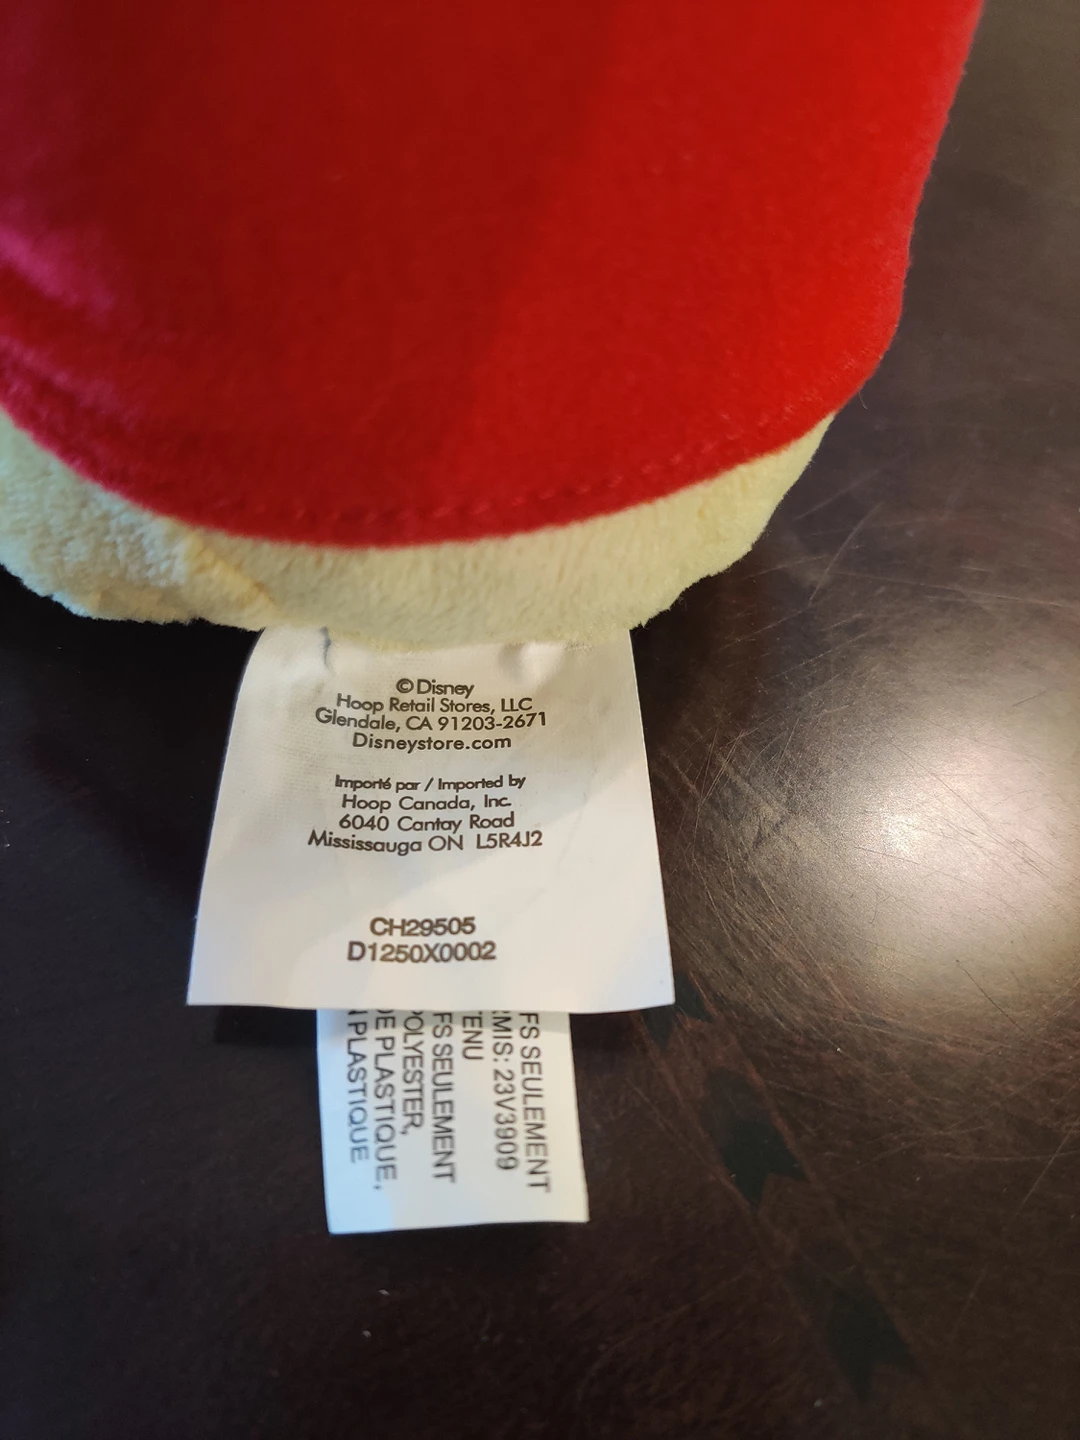 © Disney
Hoop Retail Stores, LLC
Glendale, CA 91203-2671
Disneystore.com
Importé par / Imported by
Hoop Canada, Inc.
6040 Cantay Road
Mississauga ON L5R4J2
CH29505
D1250X0002
FS SEULEMENT
RMIS: 23V3909
TENU
FS SEULEMENT
POLYESTER,
DE PLASTIQUE,
N PLASTIQUE